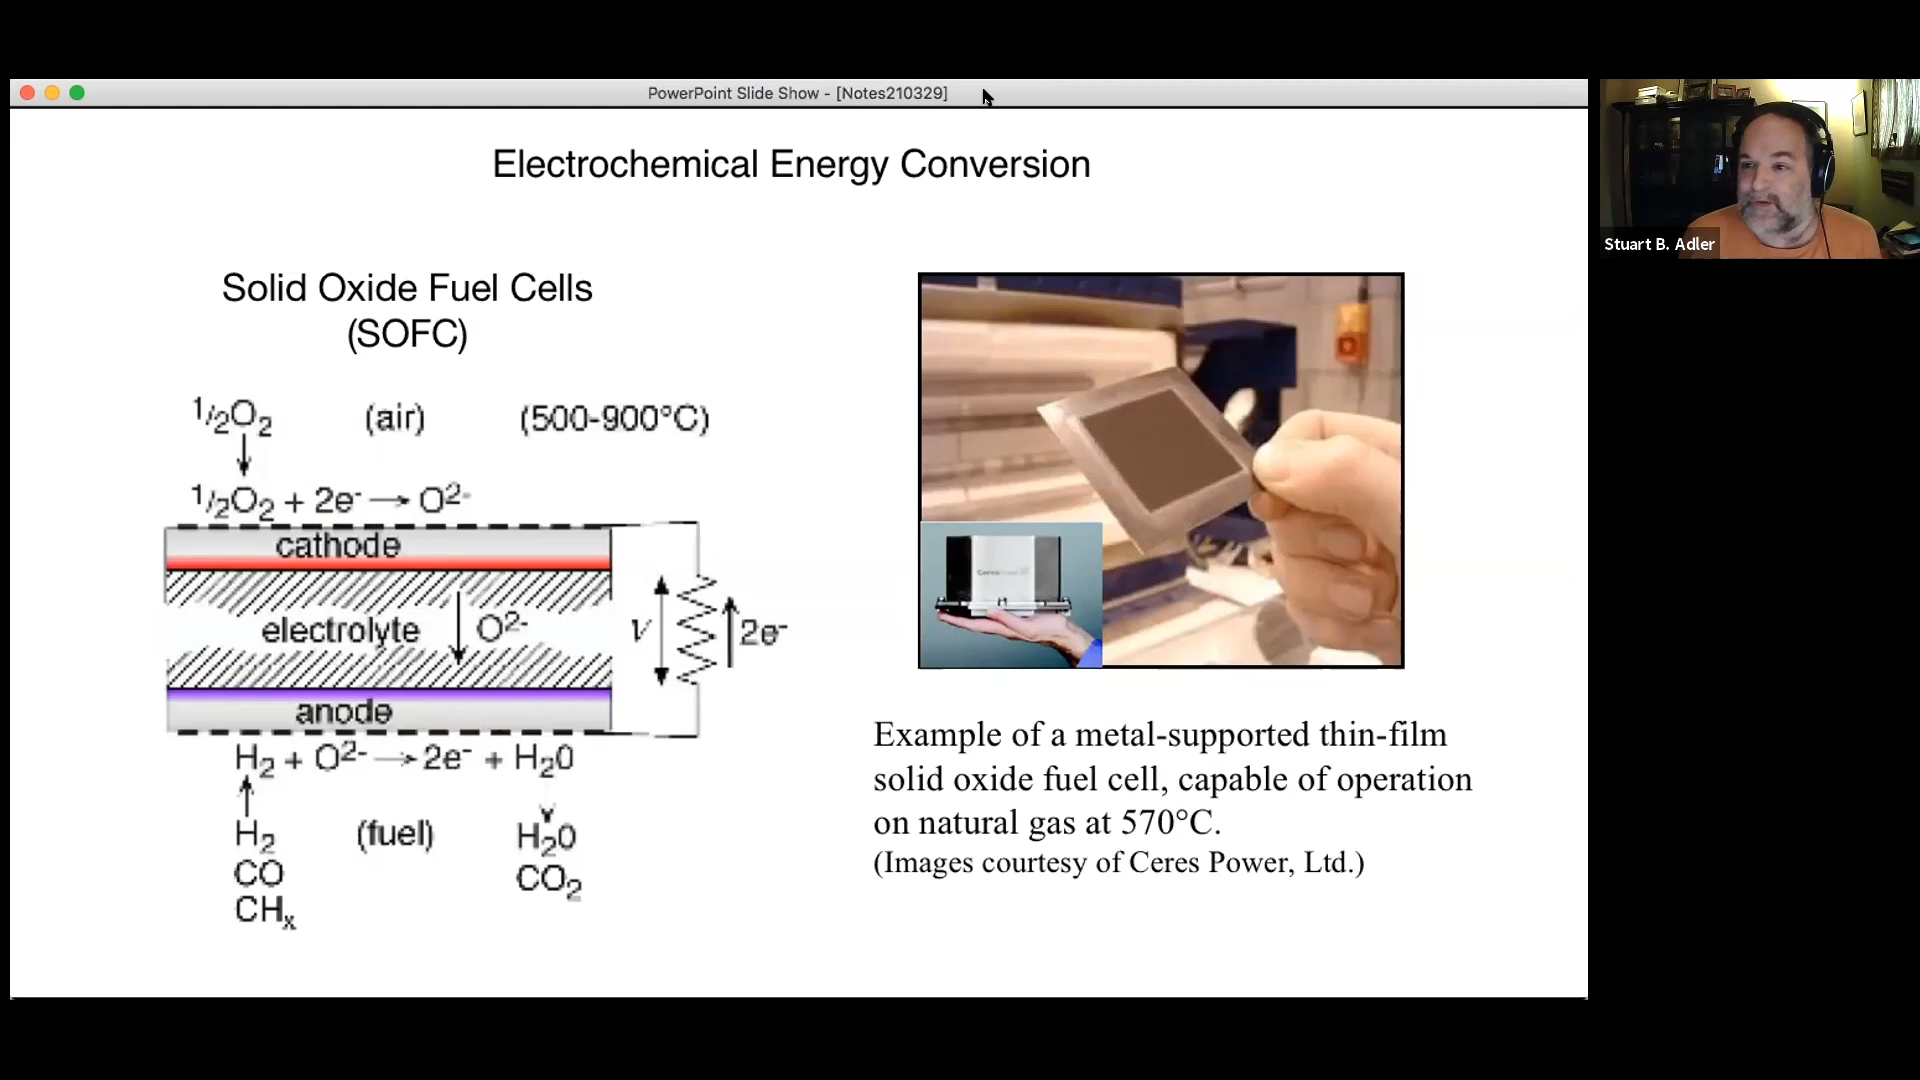 PowerPoint Slide Show - [Notes210329]
Electrochemical Energy Conversion
Stuart B. Adler
Solid Oxide Fuel Cells
(SOFC)
1/2O2 (air) (500-900°C)
1/2O2 + 2e- → O2-
cathode
electrolyte O2-
V 2e-
anode
H2 + O2- → 2e- + H20
H2 (fuel) H20
CO CO2
CHx
Example of a metal-supported thin-film
solid oxide fuel cell, capable of operation
on natural gas at 570°C.
(Images courtesy of Ceres Power, Ltd.)